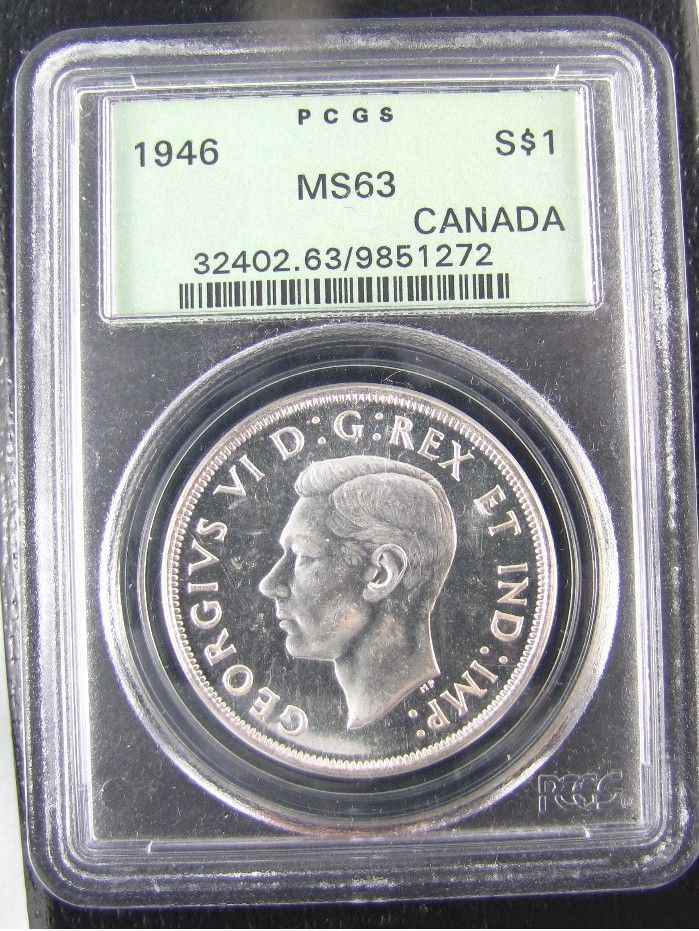 PCGS
1946 S$1
MS63
CANADA
32402.63/9851272
GEORGIVS VI D:G:REX ET IND:IMP:
HP
PCGS®